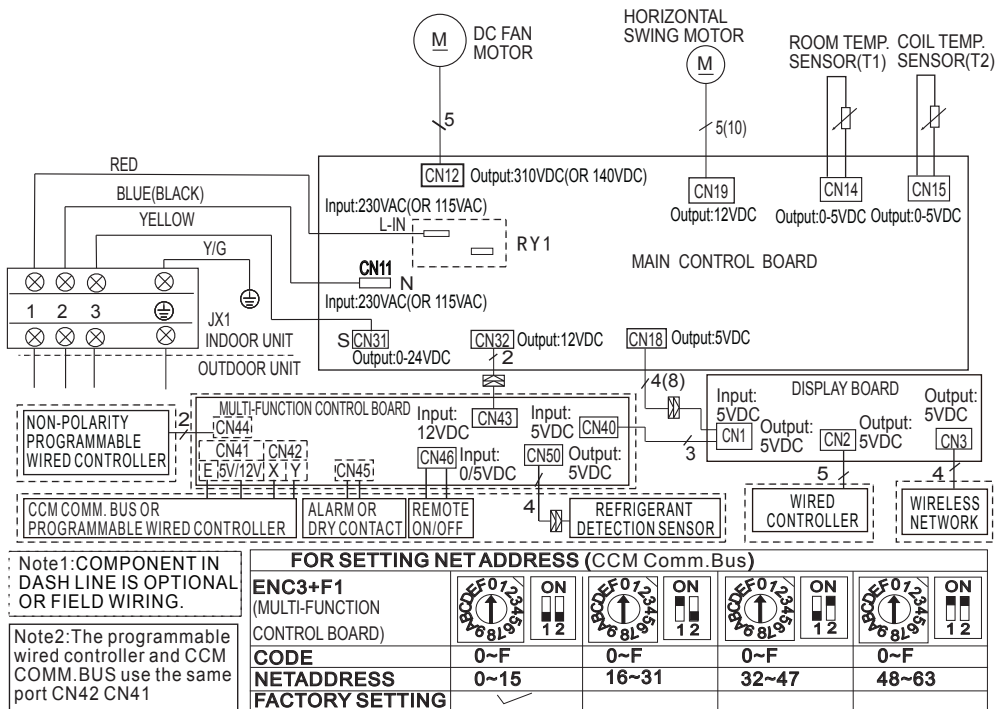 DC FAN
MOTOR
M
HORIZONTAL
SWING MOTOR
M
ROOM TEMP.
SENSOR(T1)
COIL TEMP.
SENSOR(T2)
5
5(10)
RED
BLUE(BLACK)
YELLOW
Y/G
CN12 Output:310VDC(OR 140VDC)
Input:230VAC(OR 115VAC)
L-IN
RY1
CN11 N
Input:230VAC(OR 115VAC)
CN19
Output:12VDC
CN14
Output:0-5VDC
CN15
Output:0-5VDC
MAIN CONTROL BOARD
1 2 3
JX1
INDOOR UNIT
OUTDOOR UNIT
S CN31
Output:0-24VDC
CN32 Output:12VDC
2
CN18 Output:5VDC
4(8)
NON-POLARITY
PROGRAMMABLE
WIRED CONTROLLER
2
MULTI-FUNCTION CONTROL BOARD
CN44
CN41 CN42
E 5V/12V X Y
CN45
Input:
12VDC
CN43
CN46 Input:
0/5VDC
Input:
5VDC
CN40
CN50 Output:
5VDC
3
4
DISPLAY BOARD
Input:
5VDC
CN1
Output:
5VDC
CN2 Output:
5VDC
Output:
5VDC
CN3
5
4
CCM COMM. BUS OR
PROGRAMMABLE WIRED CONTROLLER
ALARM OR
DRY CONTACT
REMOTE
ON/OFF
REFRIGERANT
DETECTION SENSOR
WIRED
CONTROLLER
WIRELESS
NETWORK
Note1:COMPONENT IN
DASH LINE IS OPTIONAL
OR FIELD WIRING.
Note2:The programmable
wired controller and CCM
COMM.BUS use the same
port CN42 CN41
FOR SETTING NET ADDRESS (CCM Comm.Bus)
ENC3+F1
(MULTI-FUNCTION
CONTROL BOARD)
0123456789ABCDEF ON 1 2
0123456789ABCDEF ON 1 2
0123456789ABCDEF ON 1 2
0123456789ABCDEF ON 1 2
CODE 0~F 0~F 0~F 0~F
NETADDRESS 0~15 16~31 32~47 48~63
FACTORY SETTING